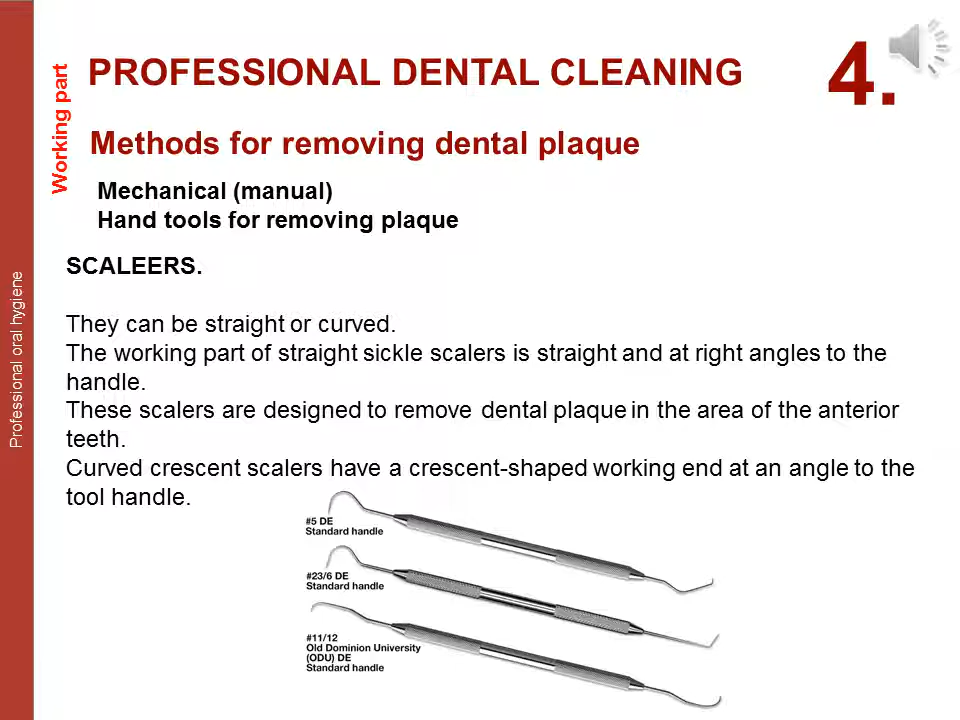 PROFESSIONAL DENTAL CLEANING
4.
Working part
Methods for removing dental plaque
Mechanical (manual)
Hand tools for removing plaque
SCALEERS.
They can be straight or curved.
The working part of straight sickle scalers is straight and at right angles to the
handle.
These scalers are designed to remove dental plaque in the area of the anterior
teeth.
Curved crescent scalers have a crescent-shaped working end at an angle to the
tool handle.
#5 DE
Standard handle
#23/6 DE
Standard handle
#11/12
Old Dominion University
(ODU) DE
Standard handle
Professional oral hygiene